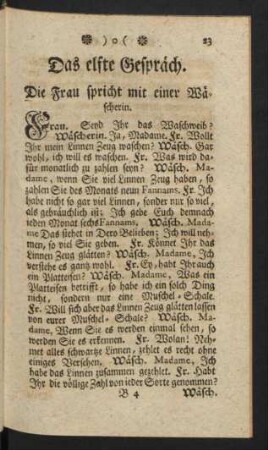 ❁ ) o ( ❁ 23
Das elfte Gespräch.
Die Frau spricht mit einer Wä-
scherin.
Frau. Seyd Ihr das Waschweib?
Wäscherin. Ja, Madame. Fr. Wollt
Ihr mein Linnen Zeug waschen? Wäsch. Gar
wohl, ich will es waschen. Fr. Was wird da-
für monatlich zu zahlen seyn? Wäsch. Ma-
dame, wenn Sie viel Linnen Zeug haben, so
zahlen Sie des Monats neun Fannams. Fr. Ich
habe nicht so gar viel Linnen, sonder nur so viel,
als gebräuchlich ist: Ich gebe Euch demnach
jeden Monat sechs Fannams. Wäsch. Mada-
me Das stehet in Dero Belieben; Ich will neh-
men, so viel Sie geben. Fr. Könnet Ihr das
Linnen Zeug glätten? Wäsch. Madame, Ich
verstehe es gantz wohl. Fr. Ey, habt Ihr auch
ein Platteisen? Wäsch. Madame, Was ein
Platteisen betrifft, so habe ich ein solch Ding
nicht, sondern nur eine Muschel-Schale.
Fr. Will sich aber das Linnen Zeug glätten lassen
von eurer Muschel-Schale? Wäsch. Ma-
dame, Wenn Sie es werden einmal sehen, so
werden Sie es erkennen. Fr. Wolan! Neh-
met alles schwartze Linnen, zehlet es recht ohne
einiges Versehen. Wäsch. Madame, Ich
habe das Linnen zusammen gezehlet. Fr. Habt
Ihr die völlige Zahl von jeder Sorte genommen?
B 4 Wäsch.